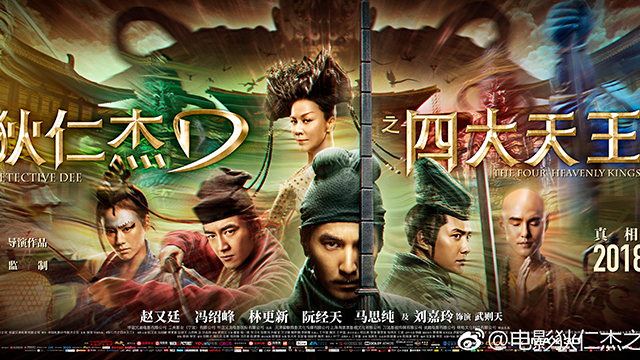 狄仁杰D
之
四大天王
DETECTIVE DEE
THE FOUR HEAVENLY KINGS
导演作品
监制
真相
2018
赵又廷 冯绍峰 林更新 阮经天 马思纯 及 刘嘉玲 饰演 武则天
@电影狄仁杰之